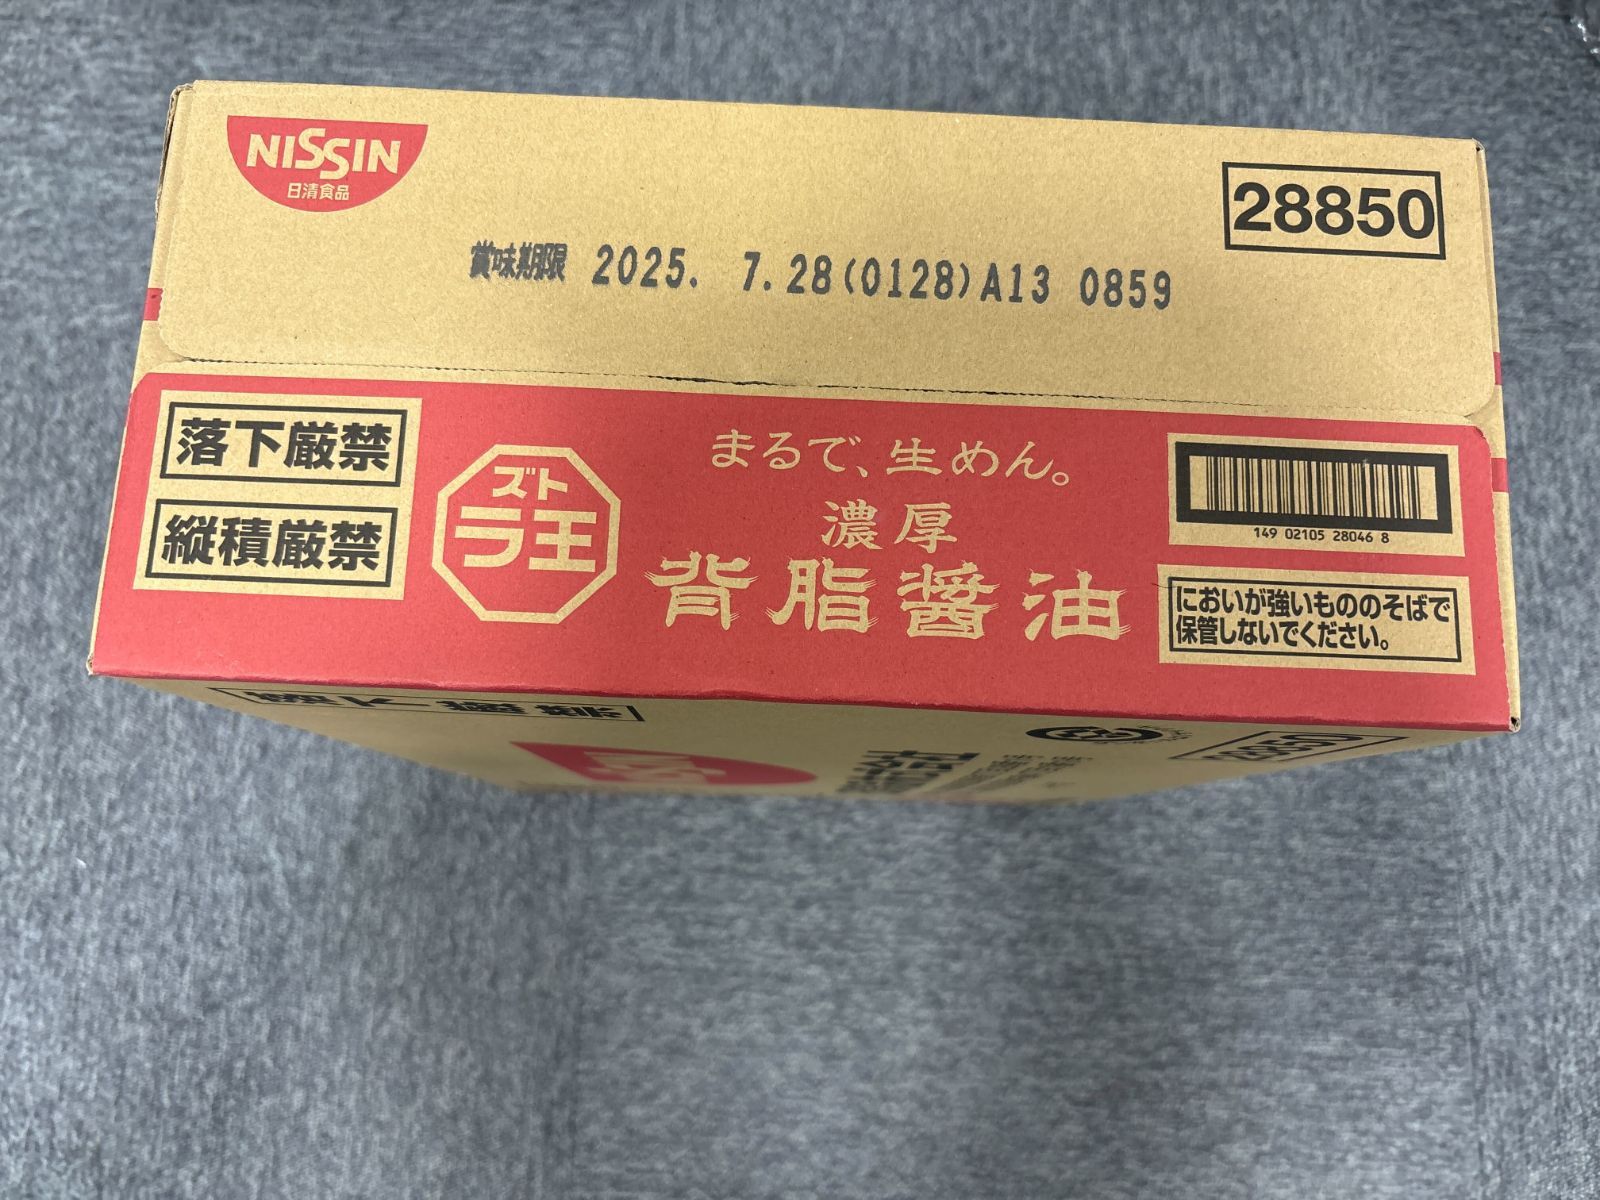 NISSIN
日清食品
28850
賞味期限 2025. 7.28(0128)A13 0859
落下厳禁
縦積厳禁
ズト
ラ王
まるで、生めん。
濃厚
背脂醤油
149 02105 28046 8
においが強いもののそばで
保管しないでください。
28850